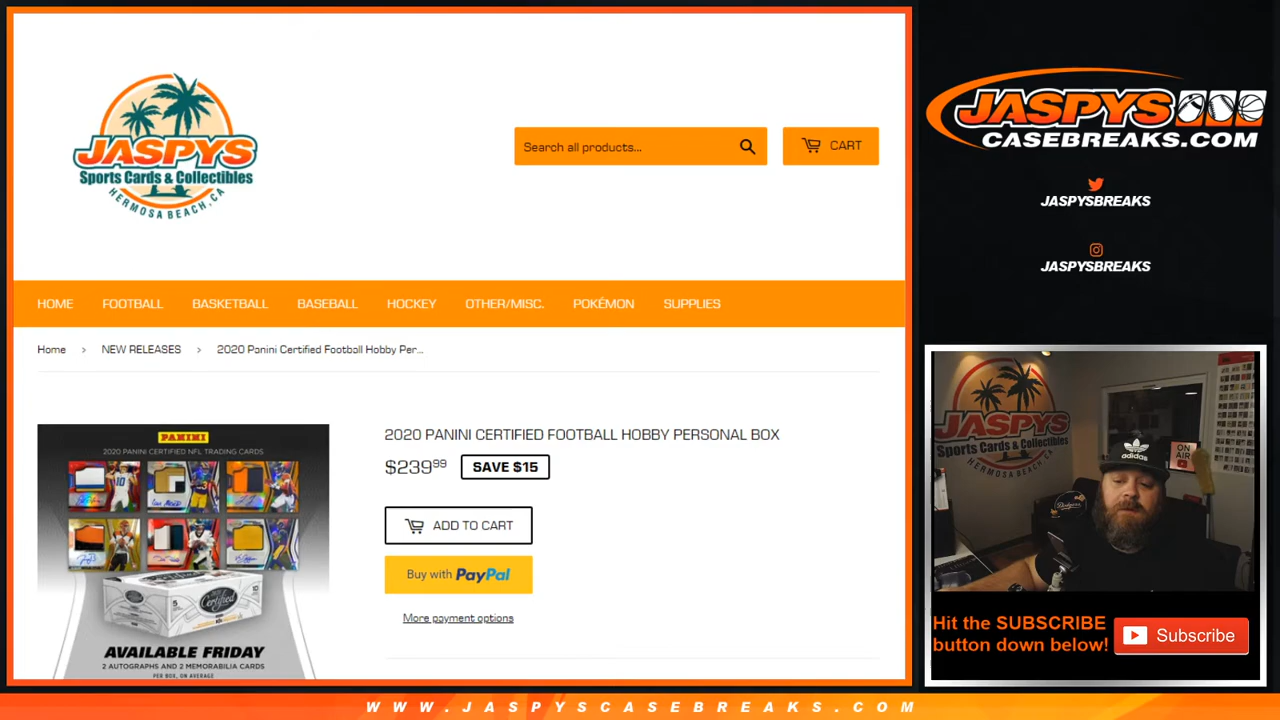 JASPYS
Sports Cards & Collectibles
HERMOSA BEACH, CA
Search all products...
CART
HOME
FOOTBALL
BASKETBALL
BASEBALL
HOCKEY
OTHER/MISC.
POKÉMON
SUPPLIES
Home › NEW RELEASES › 2020 Panini Certified Football Hobby Per...
PANINI
2020 PANINI CERTIFIED NFL TRADING CARDS
Certified
AVAILABLE FRIDAY
2 AUTOGRAPHS AND 2 MEMORABILIA CARDS
PER BOX, ON AVERAGE
2020 PANINI CERTIFIED FOOTBALL HOBBY PERSONAL BOX
$239.99
SAVE $15
ADD TO CART
Buy with PayPal
More payment options
JASPYS
CASEBREAKS.COM
JASPYSBREAKS
JASPYSBREAKS
JASPYS
Sports Cards & Collectibles
HERMOSA BEACH, CA
adidas
ON
AIR
Dodgers
Hit the SUBSCRIBE
button down below!
Subscribe
WWW.JASPYSCASEBREAKS.COM